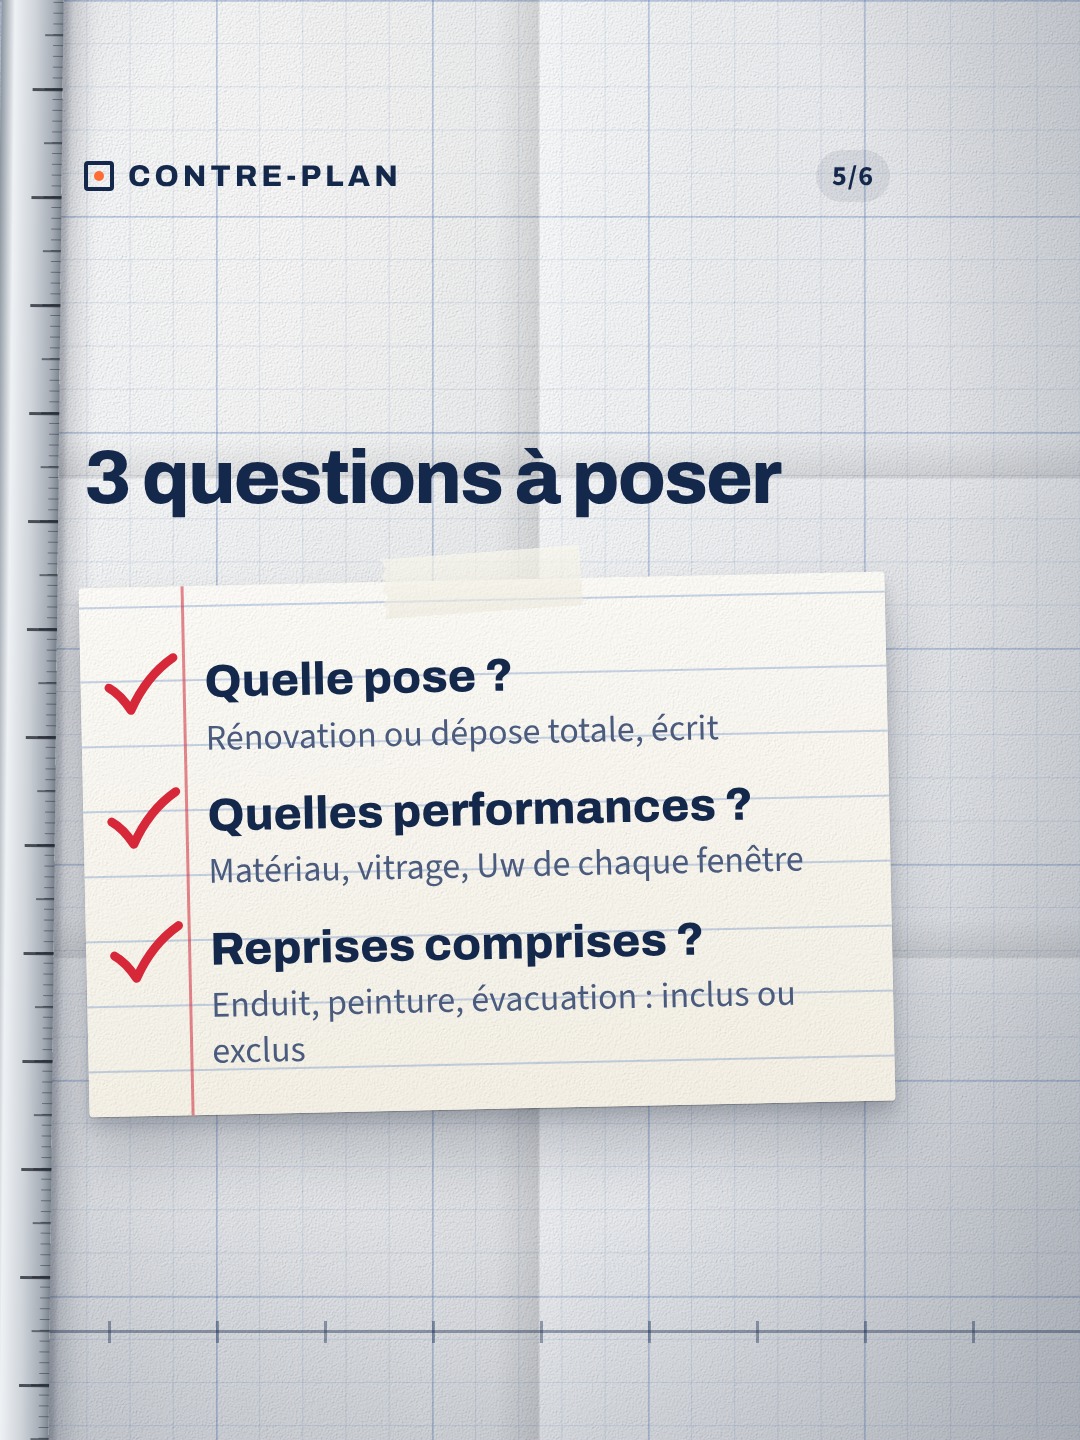 CONTRE-PLAN
5/6
3 questions à poser
Quelle pose ?
Rénovation ou dépose totale, écrit
Quelles performances ?
Matériau, vitrage, Uw de chaque fenêtre
Reprises comprises ?
Enduit, peinture, évacuation : inclus ou
exclus